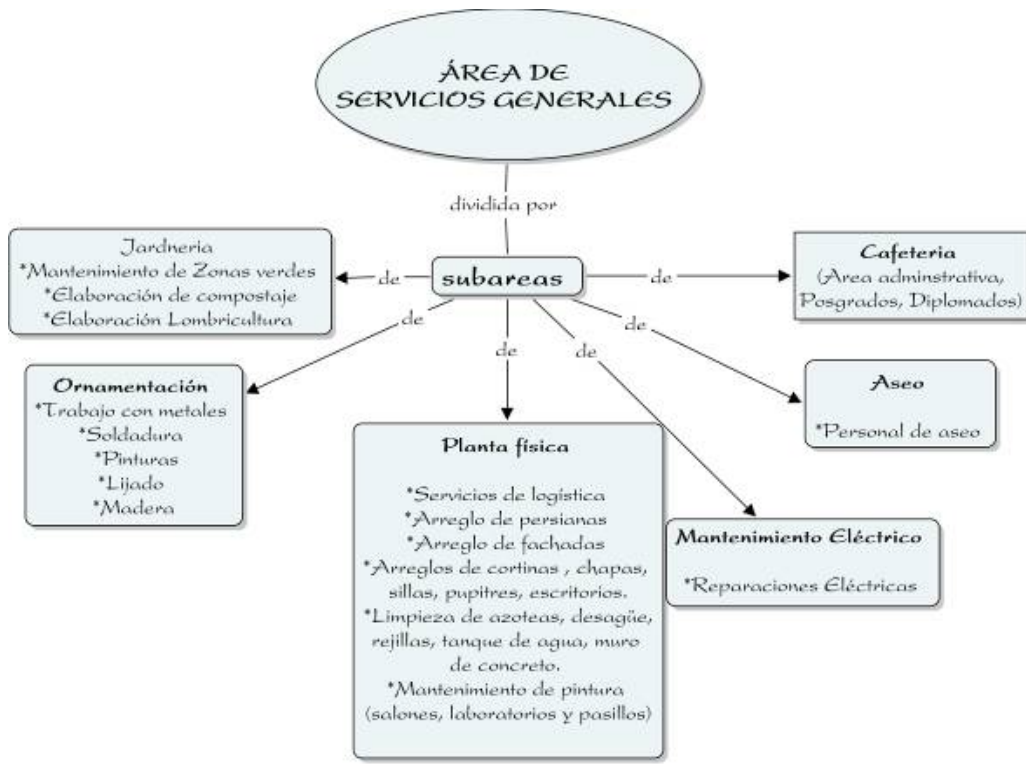 ÁREA DE
SERVICIOS GENERALES
dividida por
subareas
de
Jardneria
*Mantenimiento de Zonas verdes
*Elaboración de compostaje
*Elaboración Lombricultura
de
Cafeteria
(Area adminstrativa,
Posgrados, Diplomados)
de
Ornamentación
*Trabajo con metales
*Soldadura
*Pinturas
*Lijado
*Madera
de
Planta física
*Servicios de logística
*Arreglo de persianas
*Arreglo de fachadas
*Arreglos de cortinas , chapas,
sillas, pupitres, escritorios.
*Limpieza de azoteas, desagüe,
rejillas, tanque de agua, muro
de concreto.
*Mantenimiento de pintura
(salones, laboratorios y pasillos)
de
Mantenimiento Eléctrico
*Reparaciones Eléctricas
de
Aseo
*Personal de aseo